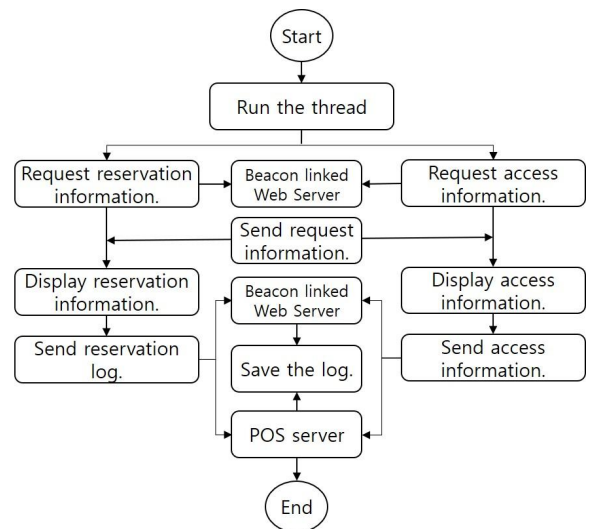 Start
Run the thread
Request reservation
information.
Beacon linked
Web Server
Request access
information.
Send request
information.
Display reservation
information.
Beacon linked
Web Server
Display access
information.
Send reservation
log.
Save the log.
Send access
information.
POS server
End